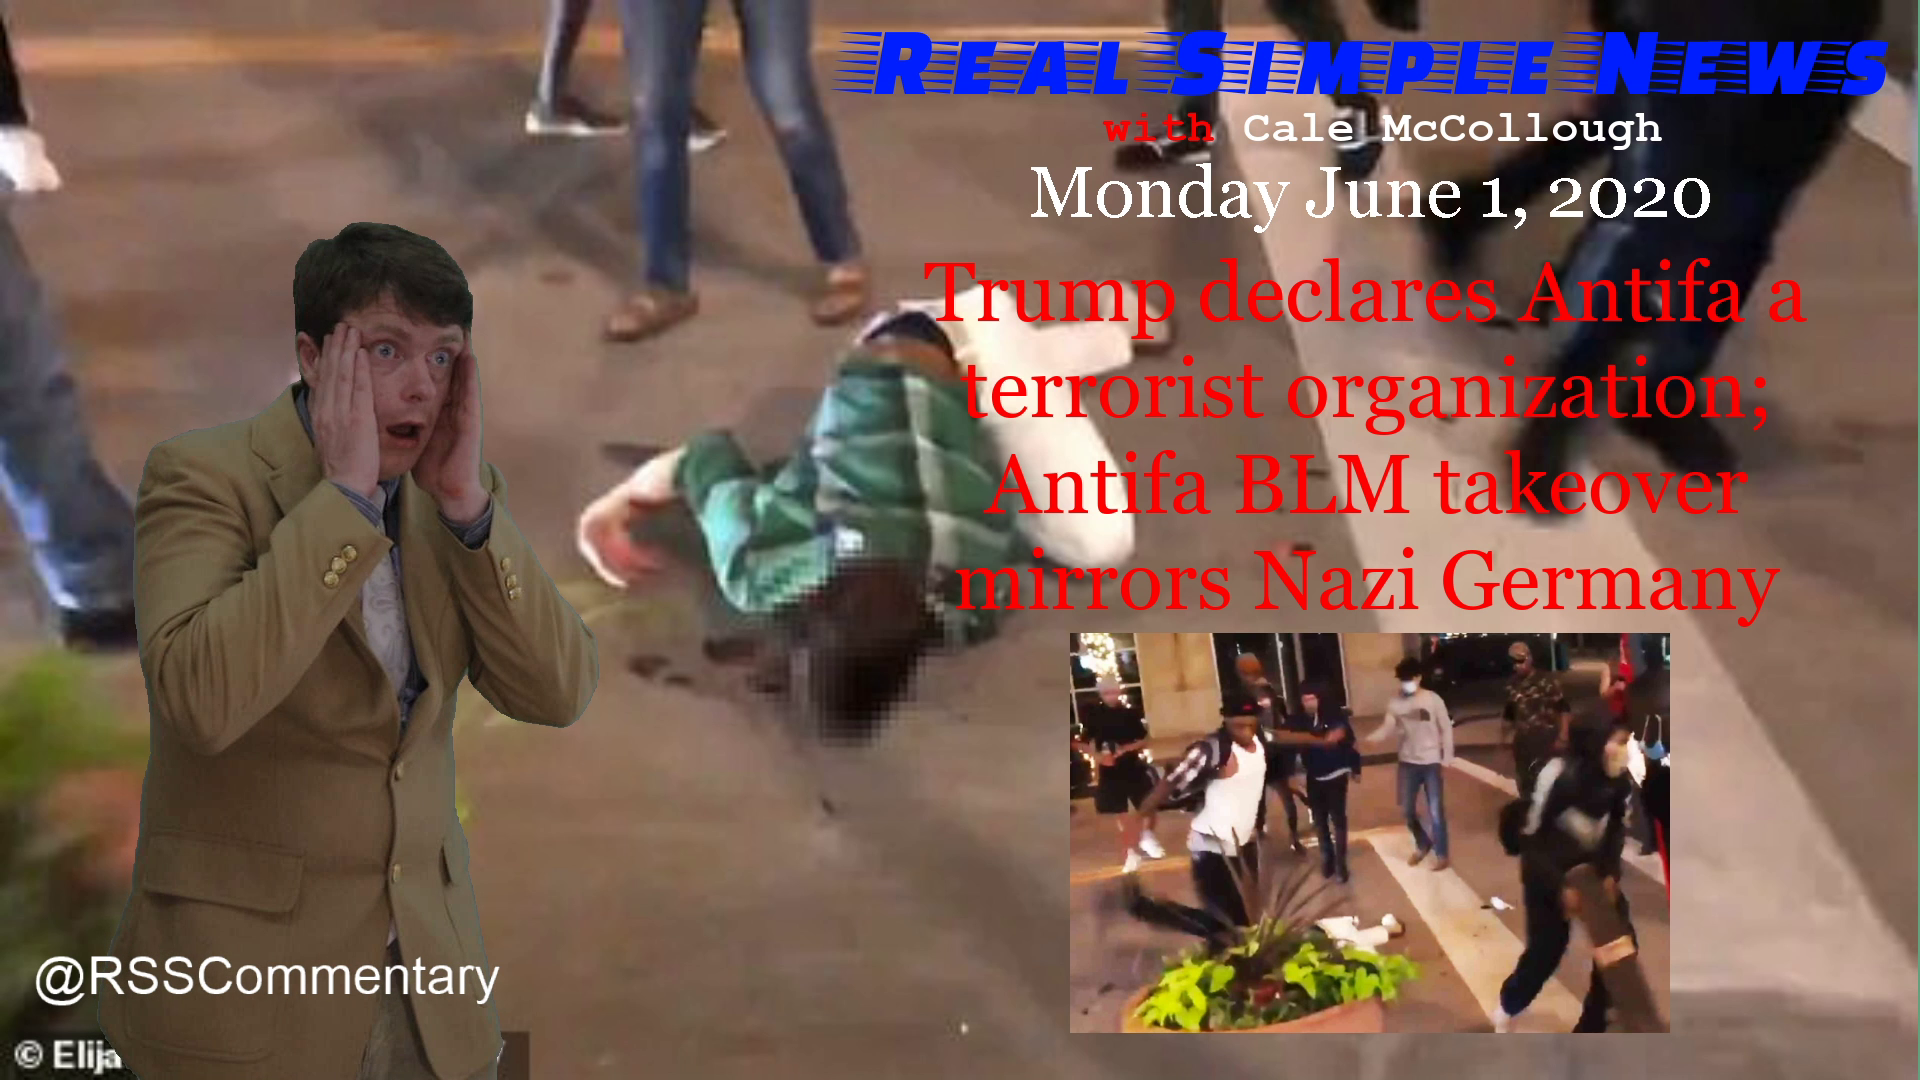 REAL SIMPLE NEWS
with Cale McCollough
Monday June 1, 2020
Trump declares Antifa a
terrorist organization;
Antifa BLM takeover
mirrors Nazi Germany
@RSSCommentary
© Elija